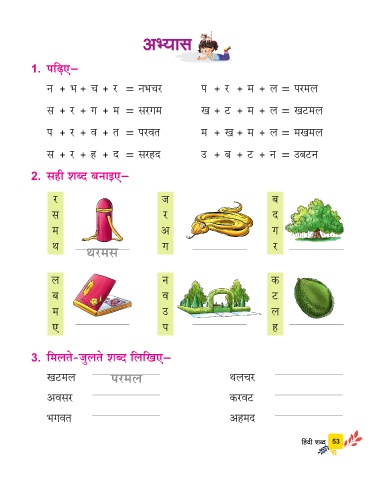 अभ्यास
1. पढ़िए–
न + भ + च + र = नभचर प + र + म + ल = परमल
स + र + ग + म = सरगम ख + ट + म + ल = खटमल
प + र + व + त = परवत म + ख + म + ल = मखमल
स + र + ह + द = सरहद उ + ब + ट + न = उबटन
2. सही शब्द बनाइए–
र
स
म
थ
थरमस
ज
र
अ
ग
ब
द
ग
र
ल
ब
म
ए
न
व
उ
प
क
ट
ल
ह
3. मिलते-जुलते शब्द लिखिए–
खटमल परमल थलचर
अवसर करवट
भगवत अहमद
हिंदी शब्द 53